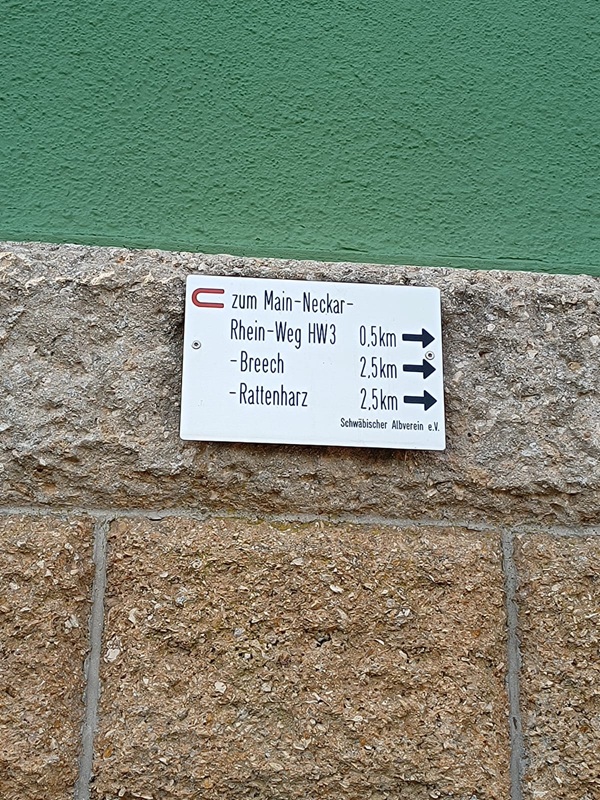 zum Main-Neckar-
Rhein-Weg HW3 0,5km
-Breech 2,5km
-Rattenharz 2,5km
Schwäbischer Albverein e.V.